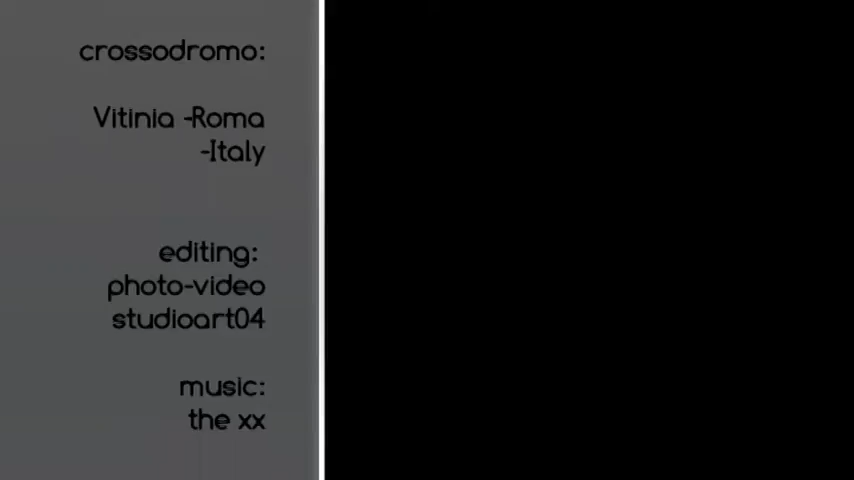 crossodromo:
Vitinia -Roma
-Italy
editing:
photo-video
studioart04
music:
the xx